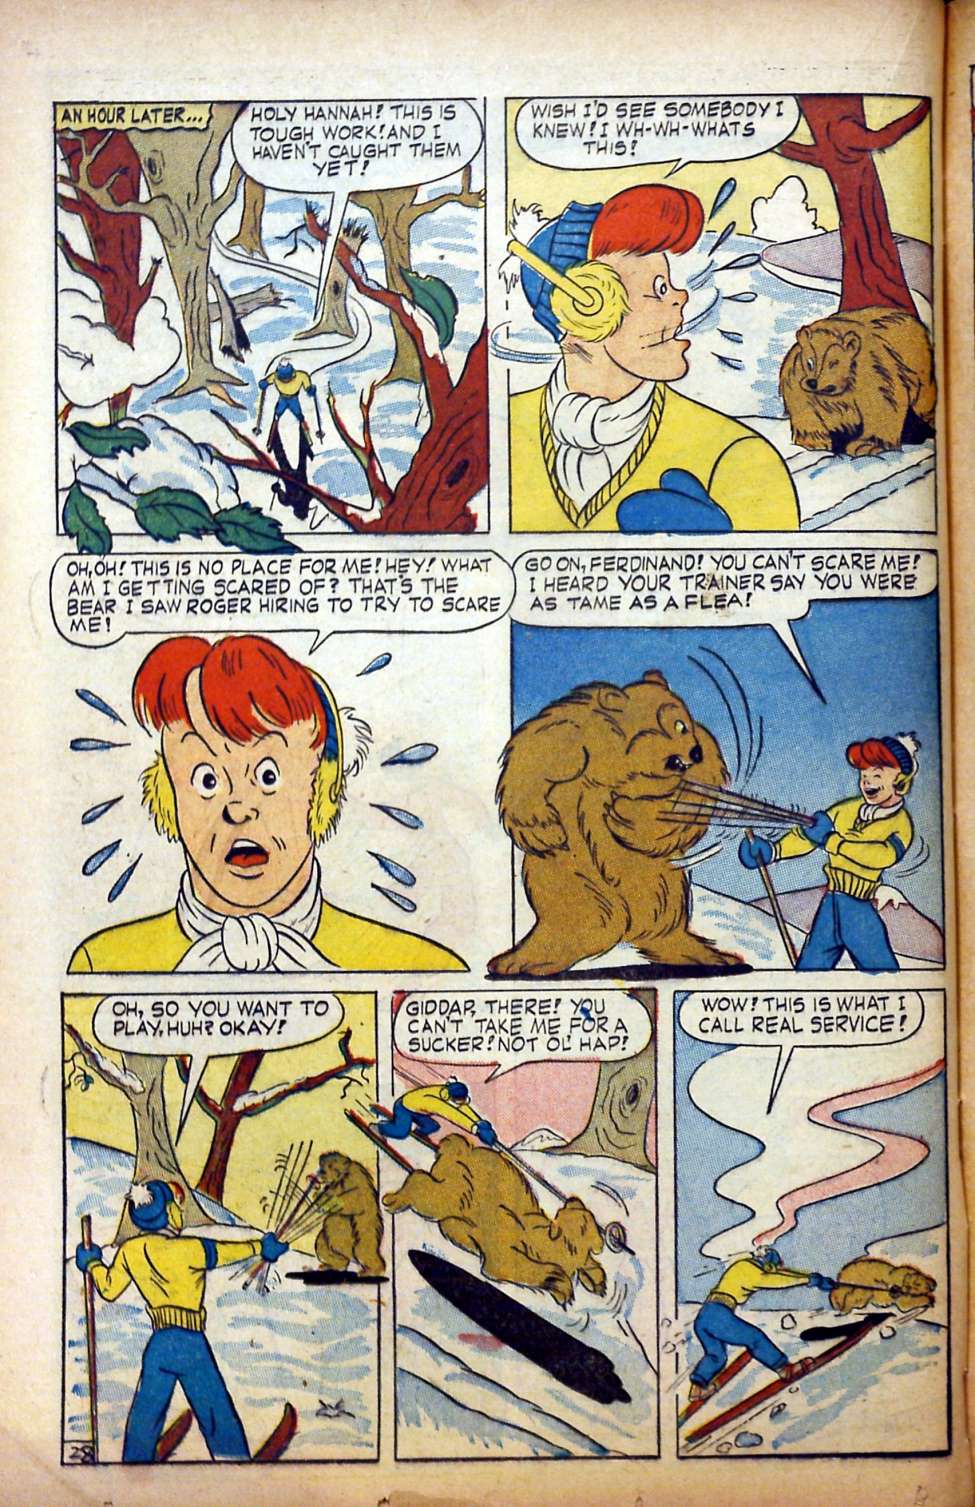 AN HOUR LATER...
HOLY HANNAH! THIS IS
TOUGH WORK! AND I
HAVEN'T CAUGHT THEM
YET!
WISH I'D SEE SOMEBODY I
KNEW! I WH-WH-WHATS
THIS?
OH, OH! THIS IS NO PLACE FOR ME! HEY! WHAT
AM I GETTING SCARED OF? THAT'S THE
BEAR I SAW ROGER HIRING TO TRY TO SCARE
ME!
GO ON, FERDINAND! YOU CAN'T SCARE ME!
I HEARD YOUR TRAINER SAY YOU WERE
AS TAME AS A FLEA!
OH, SO YOU WANT TO
PLAY, HUH? OKAY!
GIDDAP, THERE! YOU
CAN'T TAKE ME FOR A
SUCKER! NOT OL' HAP!
WOW! THIS IS WHAT I
CALL REAL SERVICE!
28